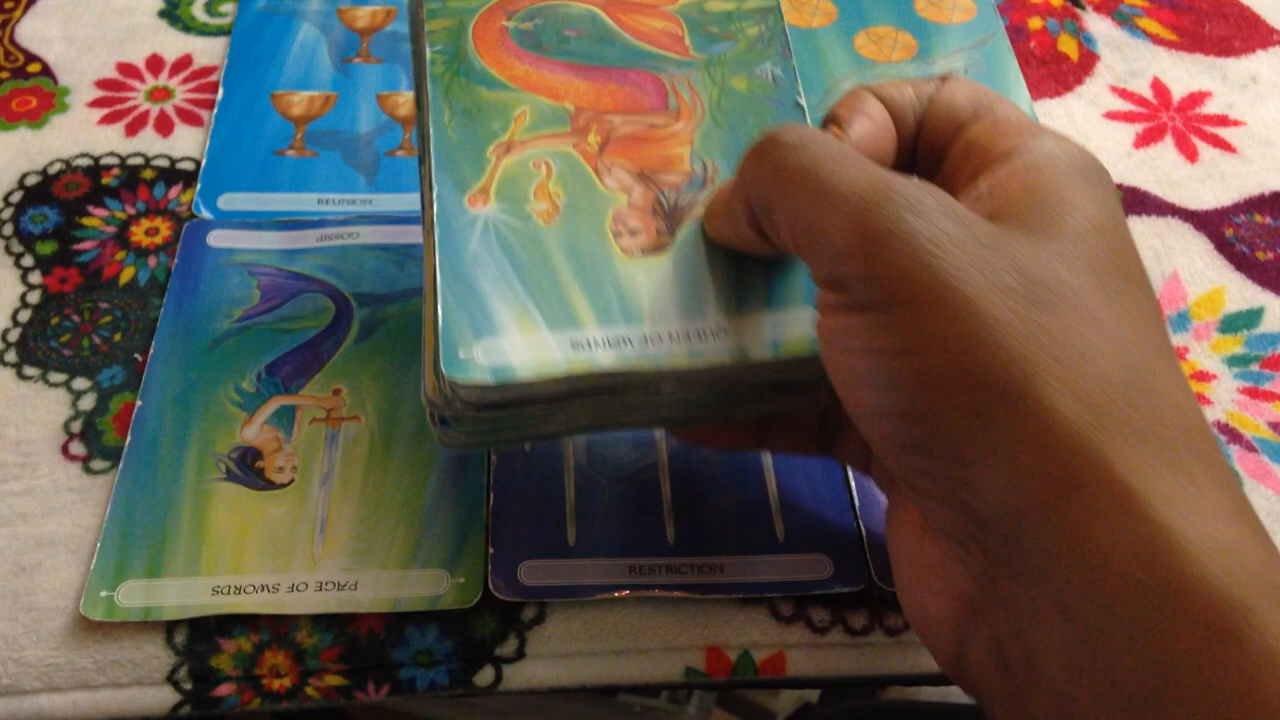 REUNION
GOSSIP
QUEEN OF WANDS
PAGE OF SWORDS
RESTRICTION